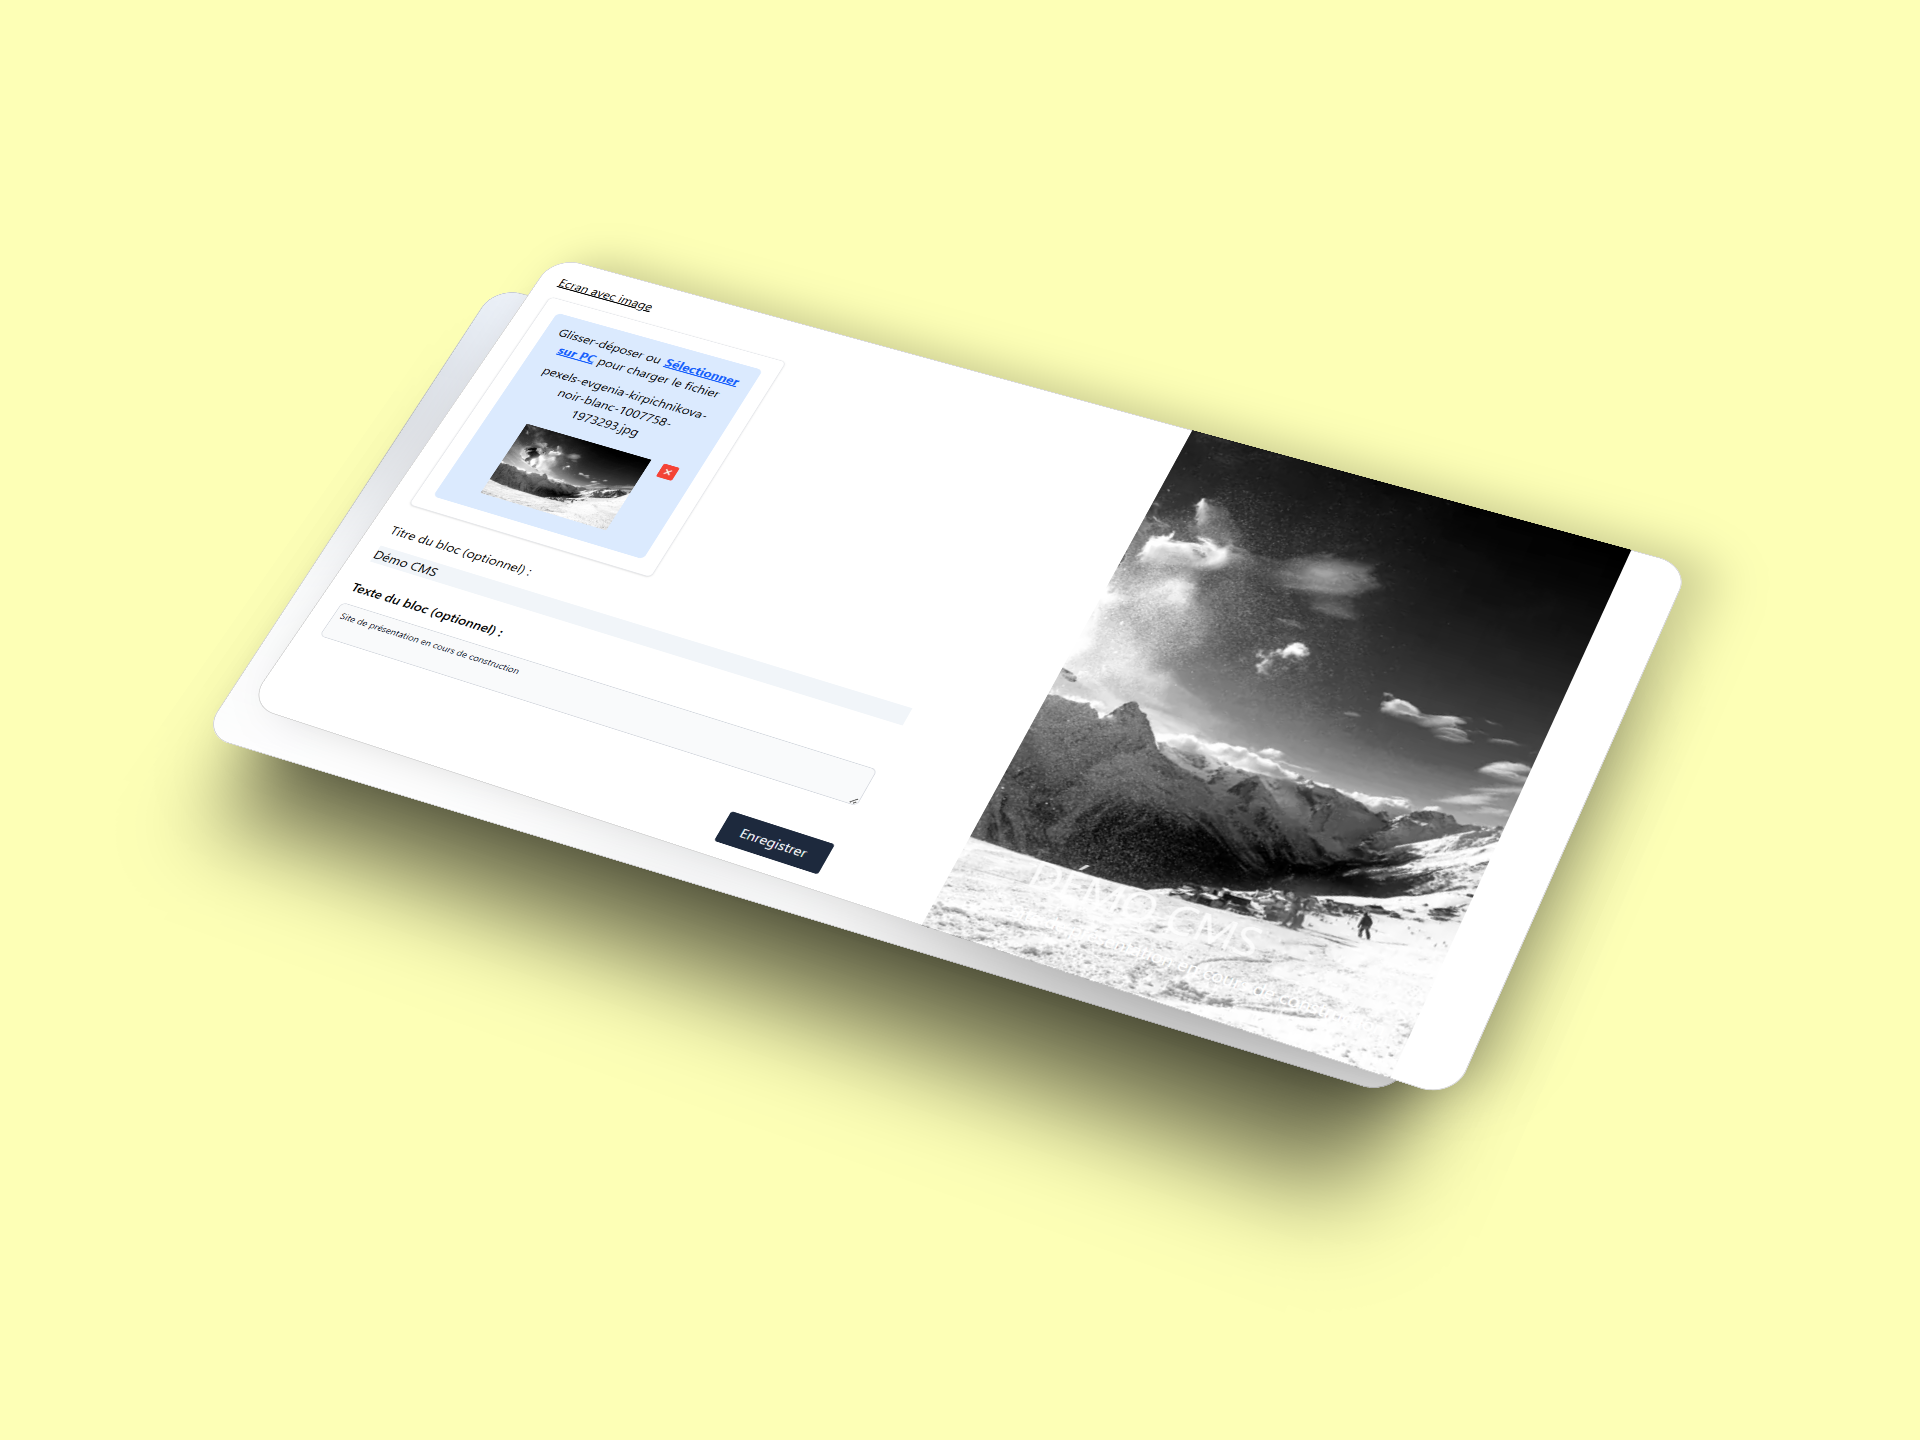 Ecran avec image
Glisser-déposer ou Sélectionner
sur PC pour charger le fichier
pexels-evgenia-kirpichnikova-
noir-blanc-1007758-
1973293.jpg
Titre du bloc (optionnel) :
Démo CMS
Texte du bloc (optionnel) :
Site de présentation en cours de construction
Enregistrer
DÉMO CMS
en cours de